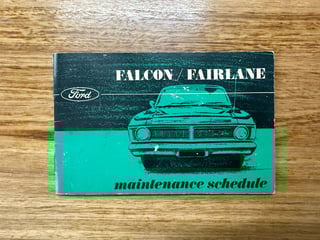 FALCON / FAIRLANE
Ford
maintenance schedule